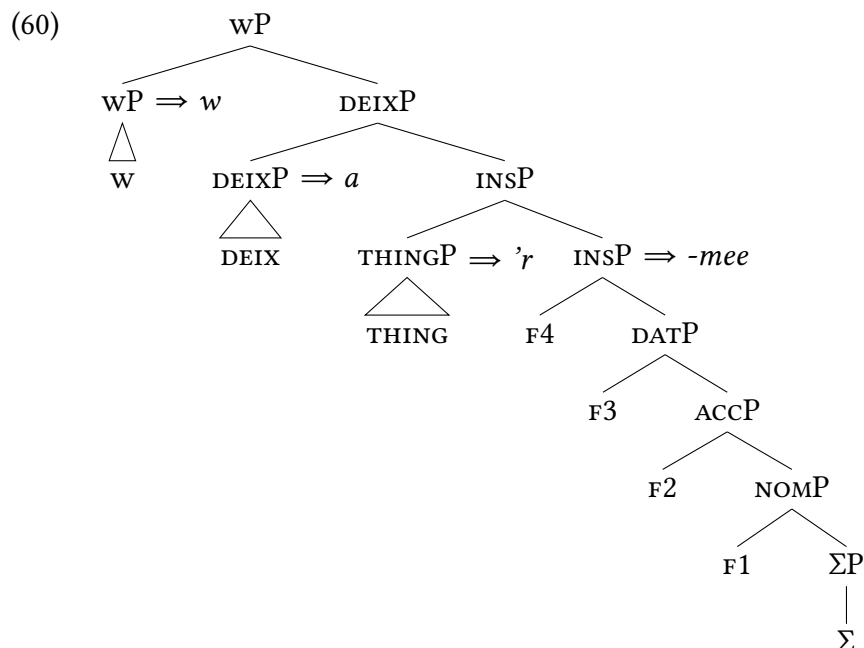 (60) wP
wP ⇒ w DEIXP
w DEIXP ⇒ a INSP
DEIX THINGP ⇒ ’r INSP ⇒ -mee
THING F4 DATP
F3 ACCP
F2 NOMP
F1 ΣP
Σ